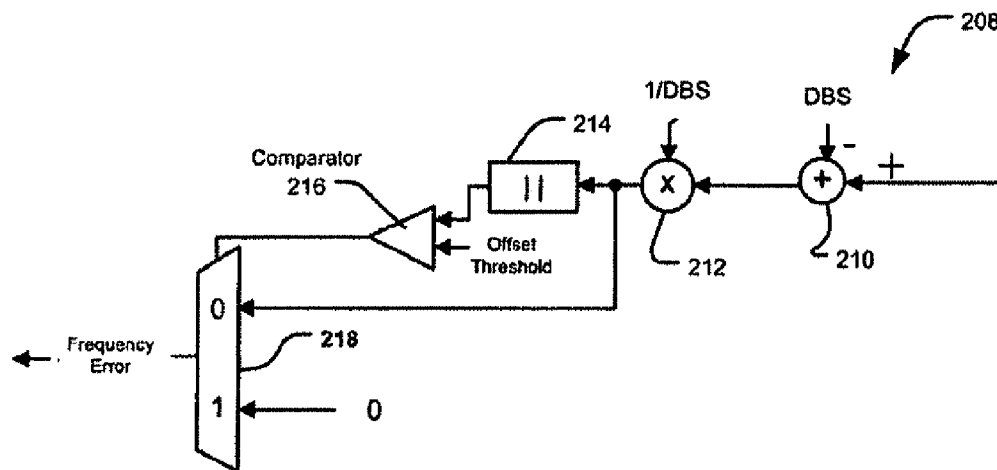 208
1/DBS
DBS
-
+
214
Comparator
216
||
X
+
Offset
Threshold
212
210
0
Frequency
Error
218
1
0